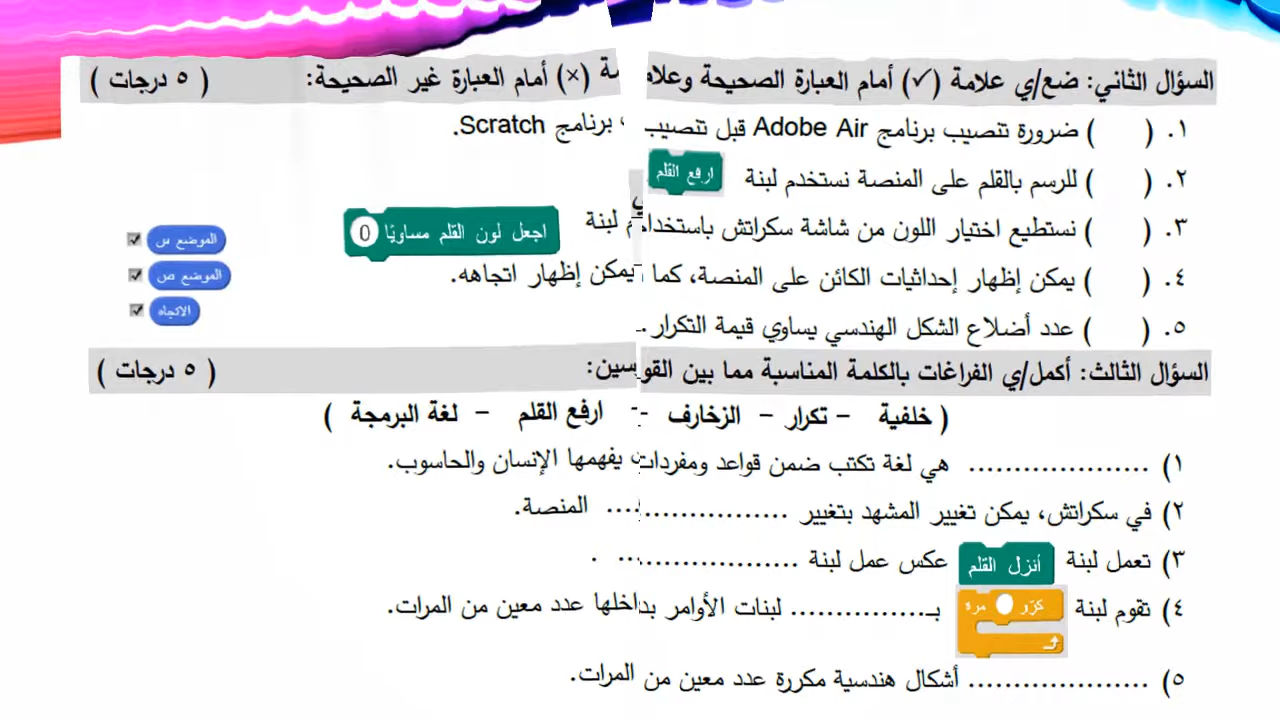 السؤال الثاني: ضع/ي علامة (✓) أمام العبارة الصحيحة وعلامة (×) أمام العبارة غير الصحيحة: ( ٥ درجات )
١. ( ) ضرورة تنصيب برنامج Adobe Air قبل تنصيب برنامج Scratch.
٢. ( ) للرسم بالقلم على المنصة نستخدم لبنة ارفع القلم
٣. ( ) نستطيع اختيار اللون من شاشة سكراتش باستخدام لبنة اجعل لون القلم مساويًا 0
الموضع س
٤. ( ) يمكن إظهار إحداثيات الكائن على المنصة، كما يمكن إظهار اتجاهه.
الموضع ص
الاتجاه
٥. ( ) عدد أضلاع الشكل الهندسي يساوي قيمة التكرار .
السؤال الثالث: أكمل/ي الفراغات بالكلمة المناسبة مما بين القوسين: ( ٥ درجات )
( خلفية – تكرار – الزخارف – ارفع القلم – لغة البرمجة )
١) .................... هي لغة تكتب ضمن قواعد ومفردات يفهمها الإنسان والحاسوب.
٢) في سكراتش، يمكن تغيير المشهد بتغيير .................... المنصة.
٣) تعمل لبنة أنزل القلم عكس عمل لبنة .................... .
٤) تقوم لبنة كرّر مرة بـ............... لبنات الأوامر بداخلها عدد معين من المرات.
٥) .................... أشكال هندسية مكررة عدد معين من المرات.